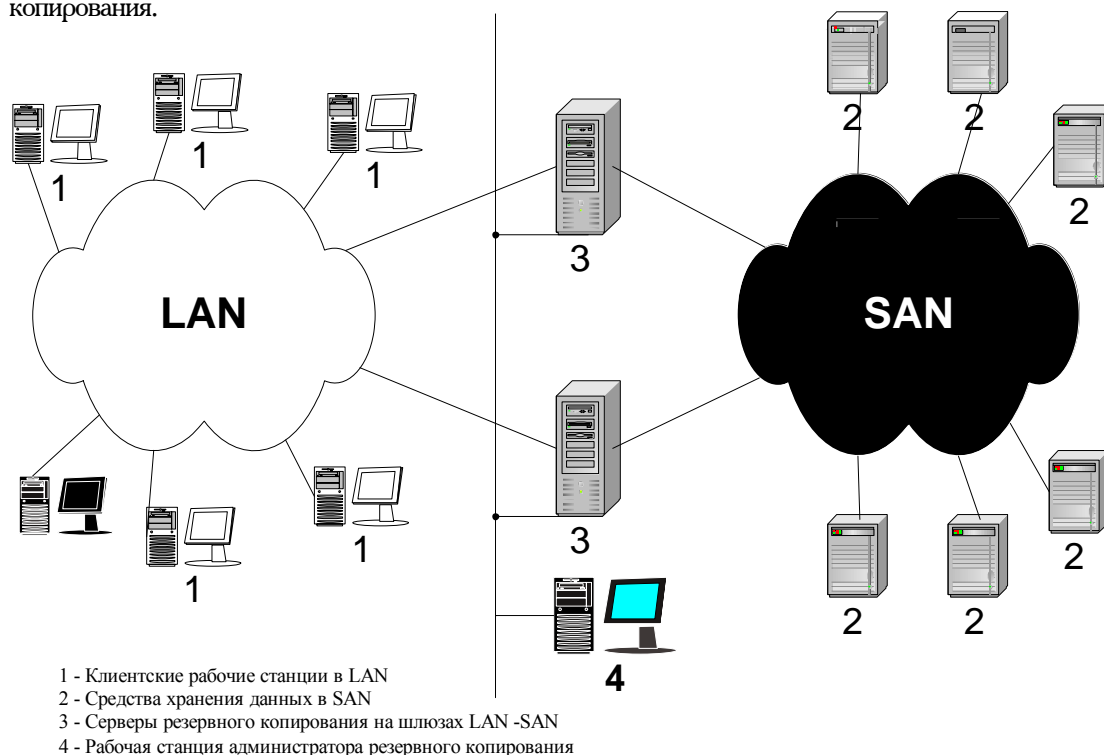 копирования.
2 2
1 1 1
2
3
LAN SAN
1 1 1
3
2
2 2
4
1 - Клиентские рабочие станции в LAN
2 - Средства хранения данных в SAN
3 - Серверы резервного копирования на шлюзах LAN -SAN
4 - Рабочая станция администратора резервного копирования